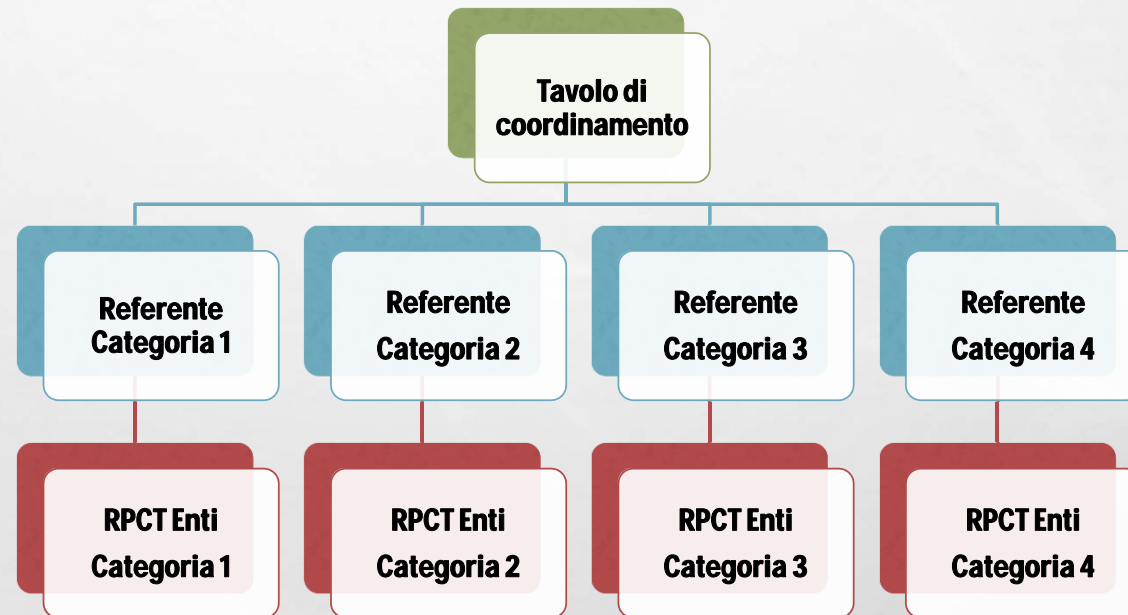 Tavolo di
coordinamento
Referente
Categoria 1
Referente
Categoria 2
Referente
Categoria 3
Referente
Categoria 4
RPCT Enti
Categoria 1
RPCT Enti
Categoria 2
RPCT Enti
Categoria 3
RPCT Enti
Categoria 4